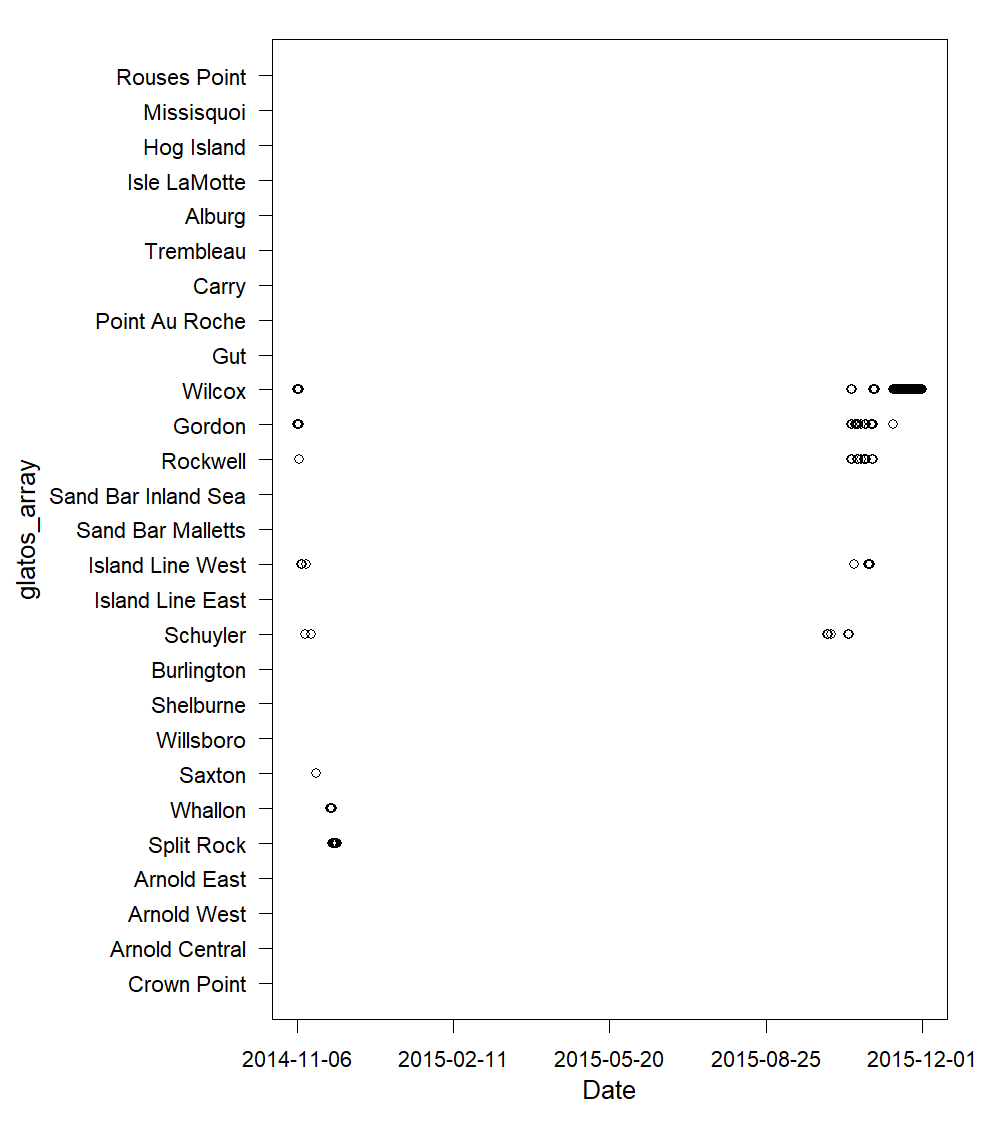 Rouses Point
Missisquoi
Hog Island
Isle LaMotte
Alburg
Trembleau
Carry
Point Au Roche
Gut
Wilcox
Gordon
Rockwell
Sand Bar Inland Sea
Sand Bar Malletts
Island Line West
Island Line East
Schuyler
Burlington
Shelburne
Willsboro
Saxton
Whallon
Split Rock
Arnold East
Arnold West
Arnold Central
Crown Point
glatos_array
2014-11-06 2015-02-11 2015-05-20 2015-08-25 2015-12-01
Date